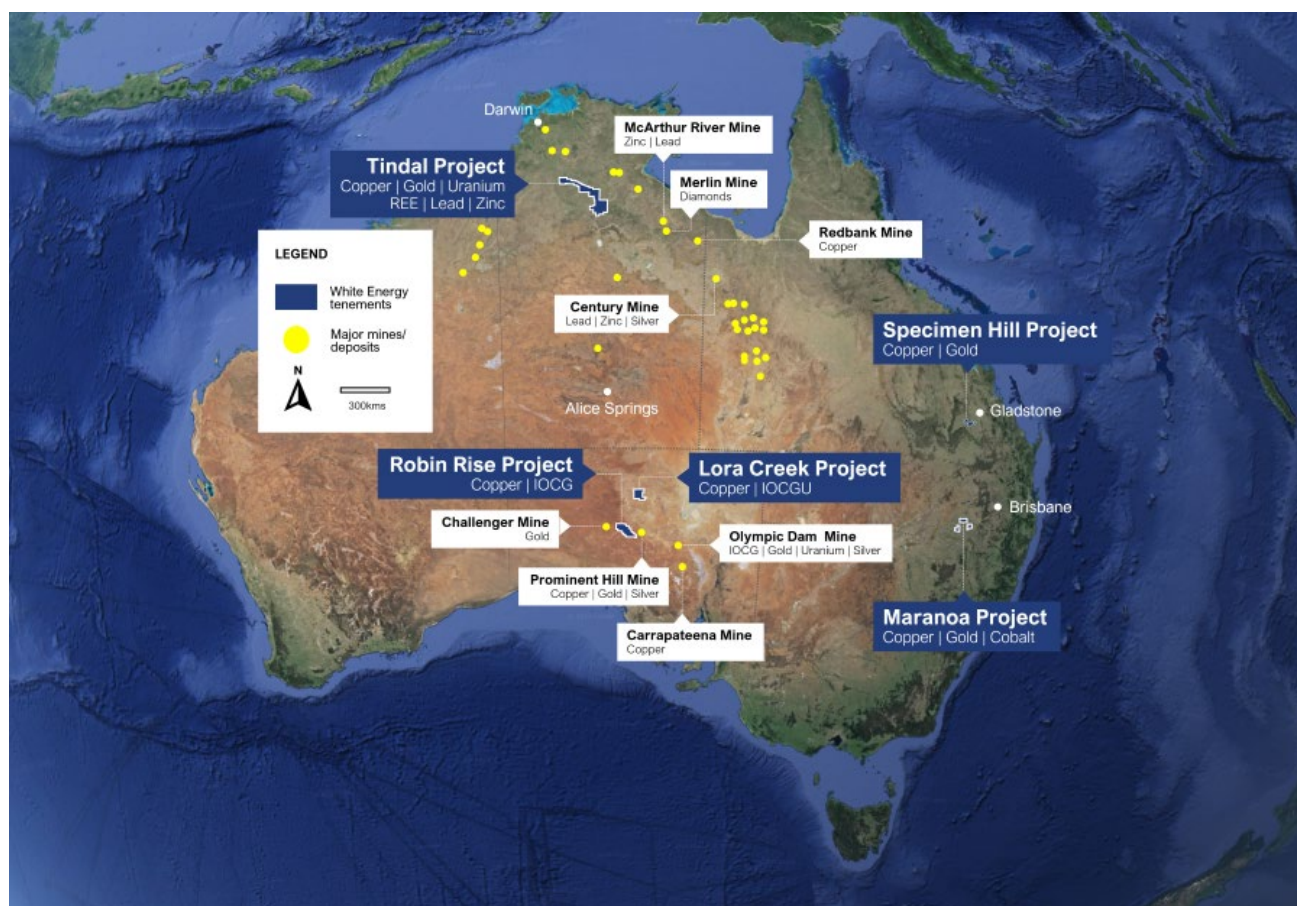 Darwin
McArthur River Mine
Zinc | Lead
Tindal Project
Copper | Gold | Uranium
REE | Lead | Zinc
Merlin Mine
Diamonds
Redbank Mine
Copper
LEGEND
White Energy
tenements
Major mines/
deposits
N
300kms
Century Mine
Lead | Zinc | Silver
Specimen Hill Project
Copper | Gold
Alice Springs
Gladstone
Robin Rise Project
Copper | IOCG
Lora Creek Project
Copper | IOCGU
Brisbane
Challenger Mine
Gold
Olympic Dam Mine
IOCG | Gold | Uranium | Silver
Prominent Hill Mine
Copper | Gold | Silver
Maranoa Project
Copper | Gold | Cobalt
Carrapateena Mine
Copper